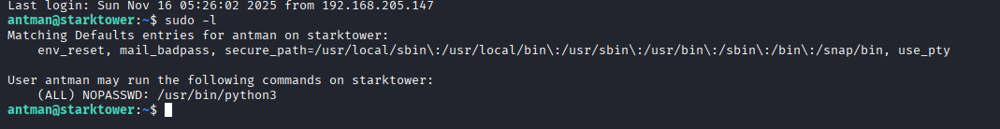 Last login: Sun Nov 16 05:26:02 2025 from 192.168.205.147
antman@starktower:~$ sudo -l
Matching Defaults entries for antman on starktower:
    env_reset, mail_badpass, secure_path=/usr/local/sbin\:/usr/local/bin\:/usr/sbin\:/usr/bin\:/sbin\:/bin\:/snap/bin, use_pty

User antman may run the following commands on starktower:
    (ALL) NOPASSWD: /usr/bin/python3
antman@starktower:~$